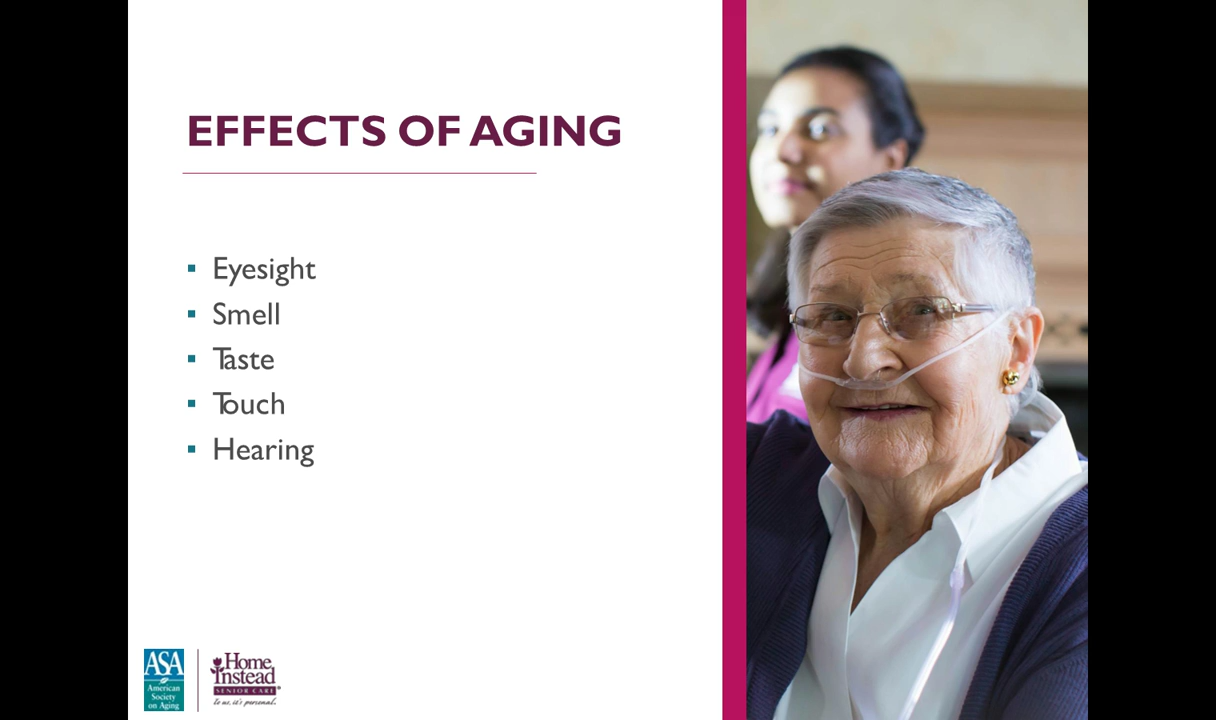 EFFECTS OF AGING
Eyesight
Smell
Taste
Touch
Hearing
ASA
American
Society
on Aging
Home
Instead
SENIOR CARE®
to us, it's personal.